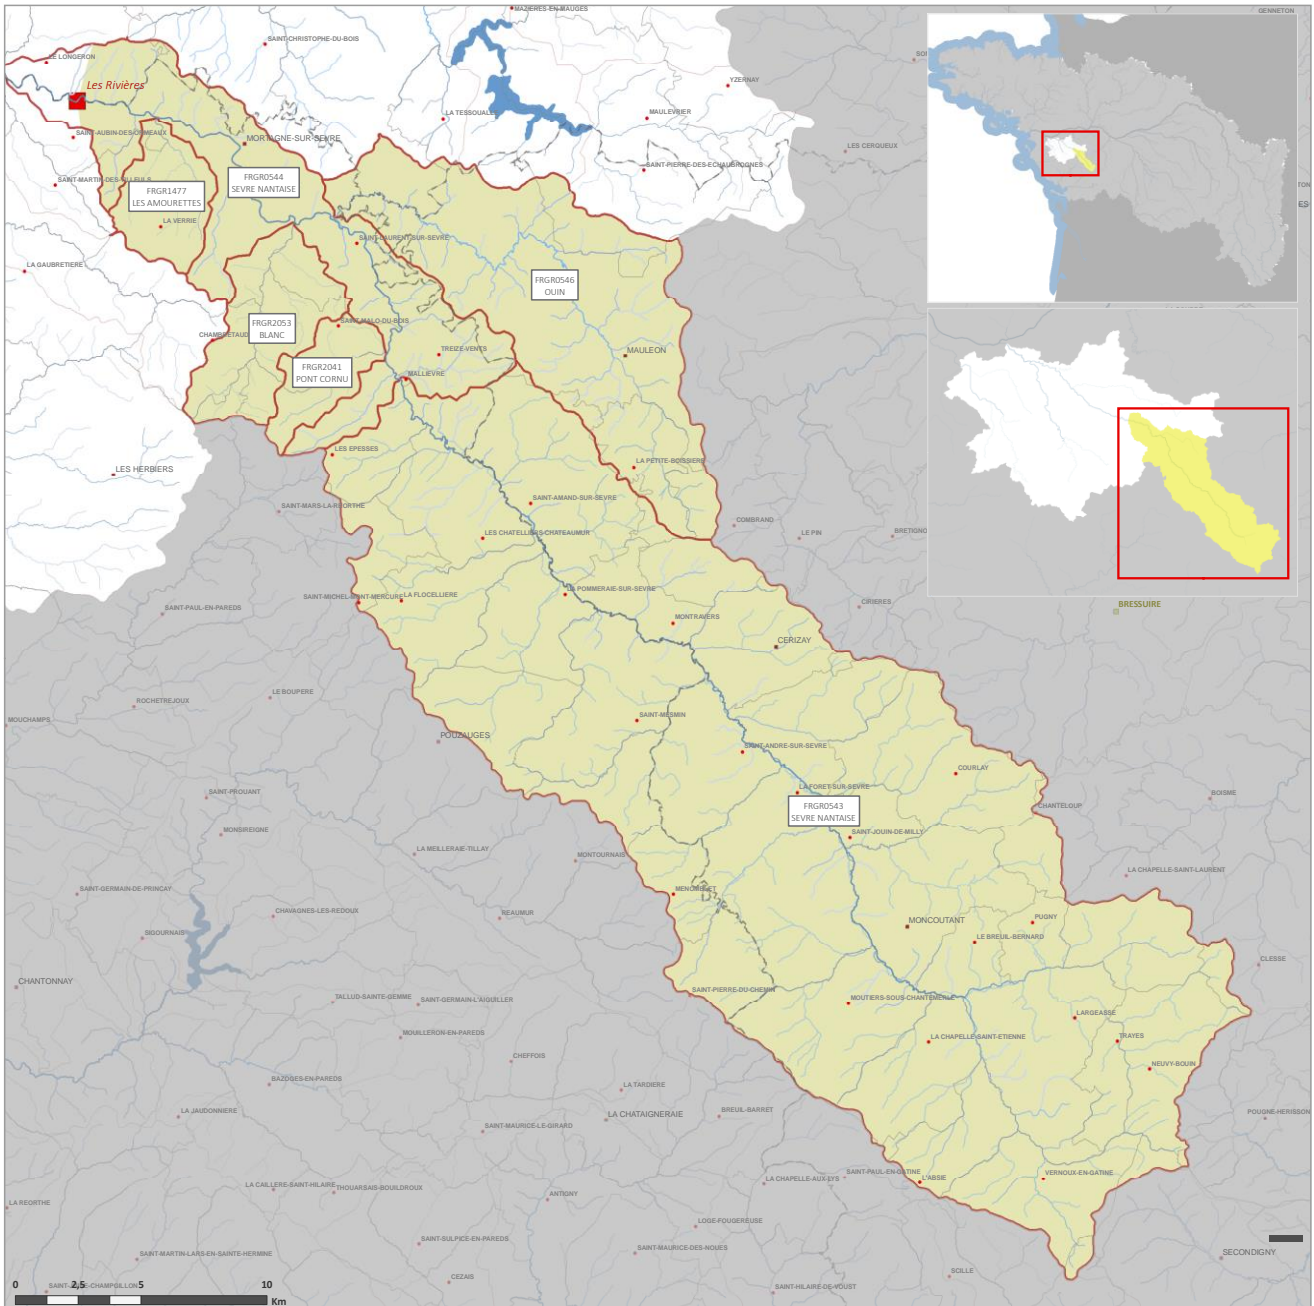 MAZIERES-EN-MAUGES
GENNETON
SAINT-CHRISTOPHE-DU-BOIS
LE LONGERON
Les Rivières
YZERNAY
LA TESSOUALLE
MAULEVRIER
SAINT-AUBIN-DES-ORMEAUX
MORTAGNE-SUR-SEVRE
LES CERQUEUX
SAINT-PIERRE-DES-ECHAUBROGNES
SAINT-MARTIN-DES-TILLEULS
FRGR1477
LES AMOURETTES
FRGR0544
SEVRE NANTAISE
LA VERRIE
SAINT-LAURENT-SUR-SEVRE
LA GAUBRETIERE
FRGR0546
OUIN
FRGR2053
BLANC
SAINT-MALO-DU-BOIS
CHAMBRETAUD
TREIZE-VENTS
MAULEON
FRGR2041
PONT CORNU
MALLIEVRE
LES EPESSES
LA PETITE-BOISSIERE
LES HERBIERS
SAINT-AMAND-SUR-SEVRE
SAINT-MARS-LA-REORTHE
COMBRAND
LES CHATELLIERS-CHATEAUMUR
LE PIN
BRETIGNO
LA POMMERAIE-SUR-SEVRE
SAINT-MICHEL-MONT-MERCURE
LA FLOCELLIERE
CIRIERES
BRESSUIRE
SAINT-PAUL-EN-PAREDS
MONTRAVERS
CERIZAY
LE BOUPERE
ROCHETREJOUX
MOUCHAMPS
SAINT-MESMIN
POUZAUGES
SAINT-ANDRE-SUR-SEVRE
COURLAY
LA FORET-SUR-SEVRE
SAINT-PROUANT
BOISME
CHANTELOUP
FRGR0543
SEVRE NANTAISE
MONSIREIGNE
SAINT-JOUIN-DE-MILLY
LA MEILLERAIE-TILLAY
MONTOURNAIS
LA CHAPELLE-SAINT-LAURENT
SAINT-GERMAIN-DE-PRINCAY
MENOMBLET
CHAVAGNES-LES-REDOUX
REAUMUR
PUGNY
MONCOUTANT
SIGOURNAIS
LE BREUIL-BERNARD
CLESSE
CHANTONNAY
SAINT-PIERRE-DU-CHEMIN
TALLUD-SAINTE-GEMME
SAINT-GERMAIN-L'AIGUILLER
MOUTIERS-SOUS-CHANTEMERLE
LARGEASSE
MOUILLERON-EN-PAREDS
LA CHAPELLE-SAINT-ETIENNE
TRAYES
CHEFFOIS
NEUVY-BOUIN
BAZOGES-EN-PAREDS
LA TARDIERE
LA JAUDONNIERE
LA CHATAIGNERAIE
BREUIL-BARRET
POUGNE-HERISSON
SAINT-MAURICE-LE-GIRARD
SAINT-PAUL-EN-GATINE
VERNOUX-EN-GATINE
L'ABSIE
LA CHAPELLE-AUX-LYS
LA CAILLERE-SAINT-HILAIRE
THOUARSAIS-BOUILDROUX
LA REORTHE
ANTIGNY
LOGE-FOUGEREUSE
SAINT-SULPICE-EN-PAREDS
SAINT-MAURICE-DES-NOUES
SAINT-MARTIN-LARS-EN-SAINTE-HERMINE
SECONDIGNY
SCILLE
CEZAIS
SAINT-HILAIRE-DE-VOUST
0 2,5 5 10
Km